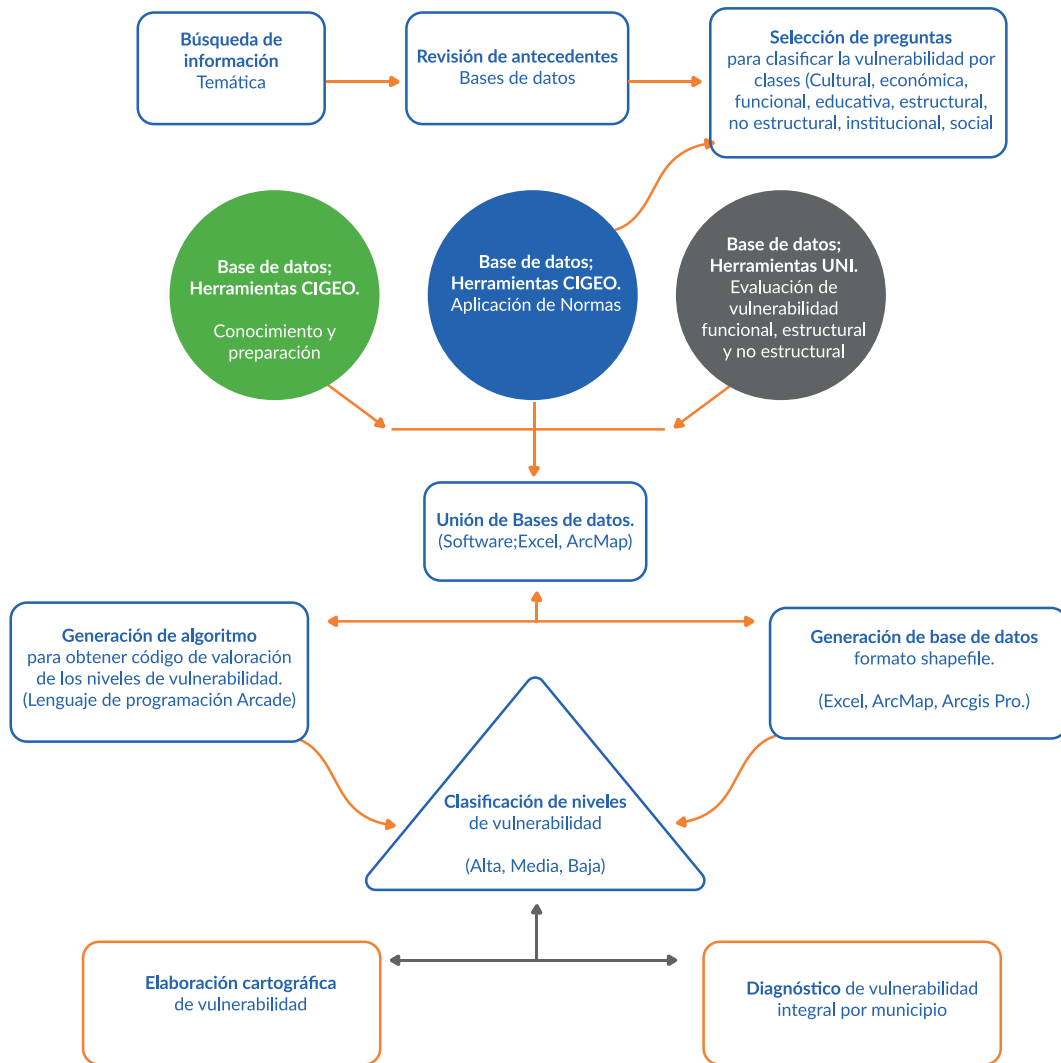 Búsqueda de
información
Temática
Revisión de antecedentes
Bases de datos
Selección de preguntas
para clasificar la vulnerabilidad por
clases (Cultural, económica,
funcional, educativa, estructural,
no estructural, institucional, social
Base de datos;
Herramientas CIGEO.
Conocimiento y
preparación
Base de datos;
Herramientas CIGEO.
Aplicación de Normas
Base de datos;
Herramientas UNI.
Evaluación de
vulnerabilidad
funcional, estructural
y no estructural
Unión de Bases de datos.
(Software;Excel, ArcMap)
Generación de algoritmo
para obtener código de valoración
de los niveles de vulnerabilidad.
(Lenguaje de programación Arcade)
Generación de base de datos
formato shapefile.
(Excel, ArcMap, Arcgis Pro.)
Clasificación de niveles
de vulnerabilidad
(Alta, Media, Baja)
Elaboración cartográfica
de vulnerabilidad
Diagnóstico de vulnerabilidad
integral por municipio